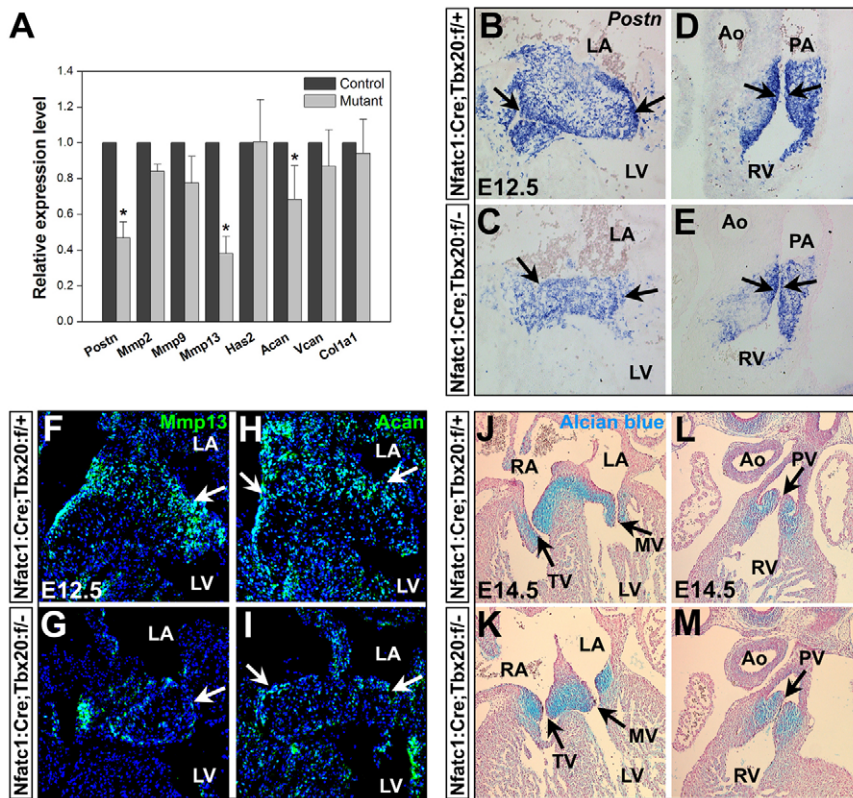 A
Relative expression level
1.4
1.2
1.0
0.8
0.6
0.4
0.2
0.0
Control
Mutant
*
*
*
Postn
Mmp2
Mmp9
Mmp13
Has2
Acan
Vcan
Col1a1
Nfatc1:Cre;Tbx20:f/+
B
Postn
LA
LV
E12.5
D
Ao
PA
RV
Nfatc1:Cre;Tbx20:f/-
C
LA
LV
E
Ao
PA
RV
Nfatc1:Cre;Tbx20:f/+
F
Mmp13
LA
LV
E12.5
H
Acan
LA
LV
Nfatc1:Cre;Tbx20:f/-
G
LA
LV
I
LA
LV
Nfatc1:Cre;Tbx20:f/+
J
Alcian blue
RA
LA
TV
MV
LV
E14.5
L
Ao
PV
RV
E14.5
Nfatc1:Cre;Tbx20:f/-
K
RA
LA
TV
MV
LV
M
Ao
PV
RV